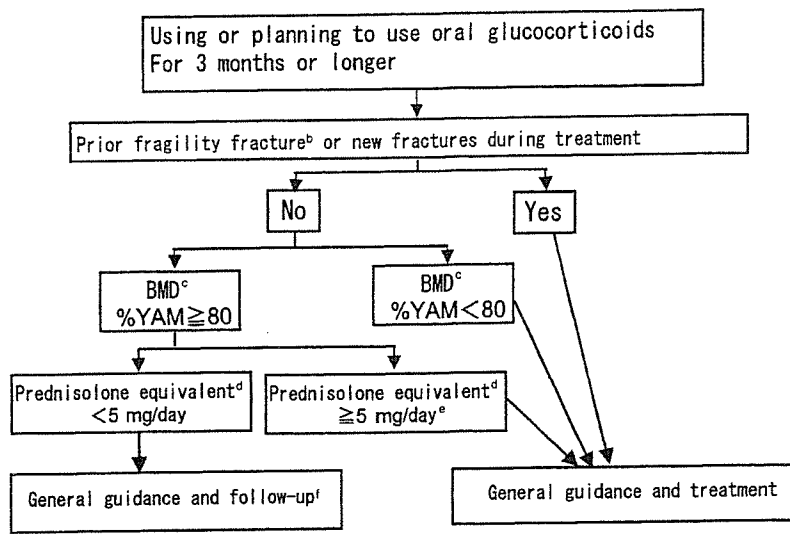 Using or planning to use oral glucocorticoids
For 3 months or longer
Prior fragility fractureᵇ or new fractures during treatment
No
Yes
BMDᶜ
%YAM≧80
BMDᶜ
%YAM<80
Prednisolone equivalentᵈ
<5 mg/day
Prednisolone equivalentᵈ
≧5 mg/dayᵉ
General guidance and follow-upᶠ
General guidance and treatment